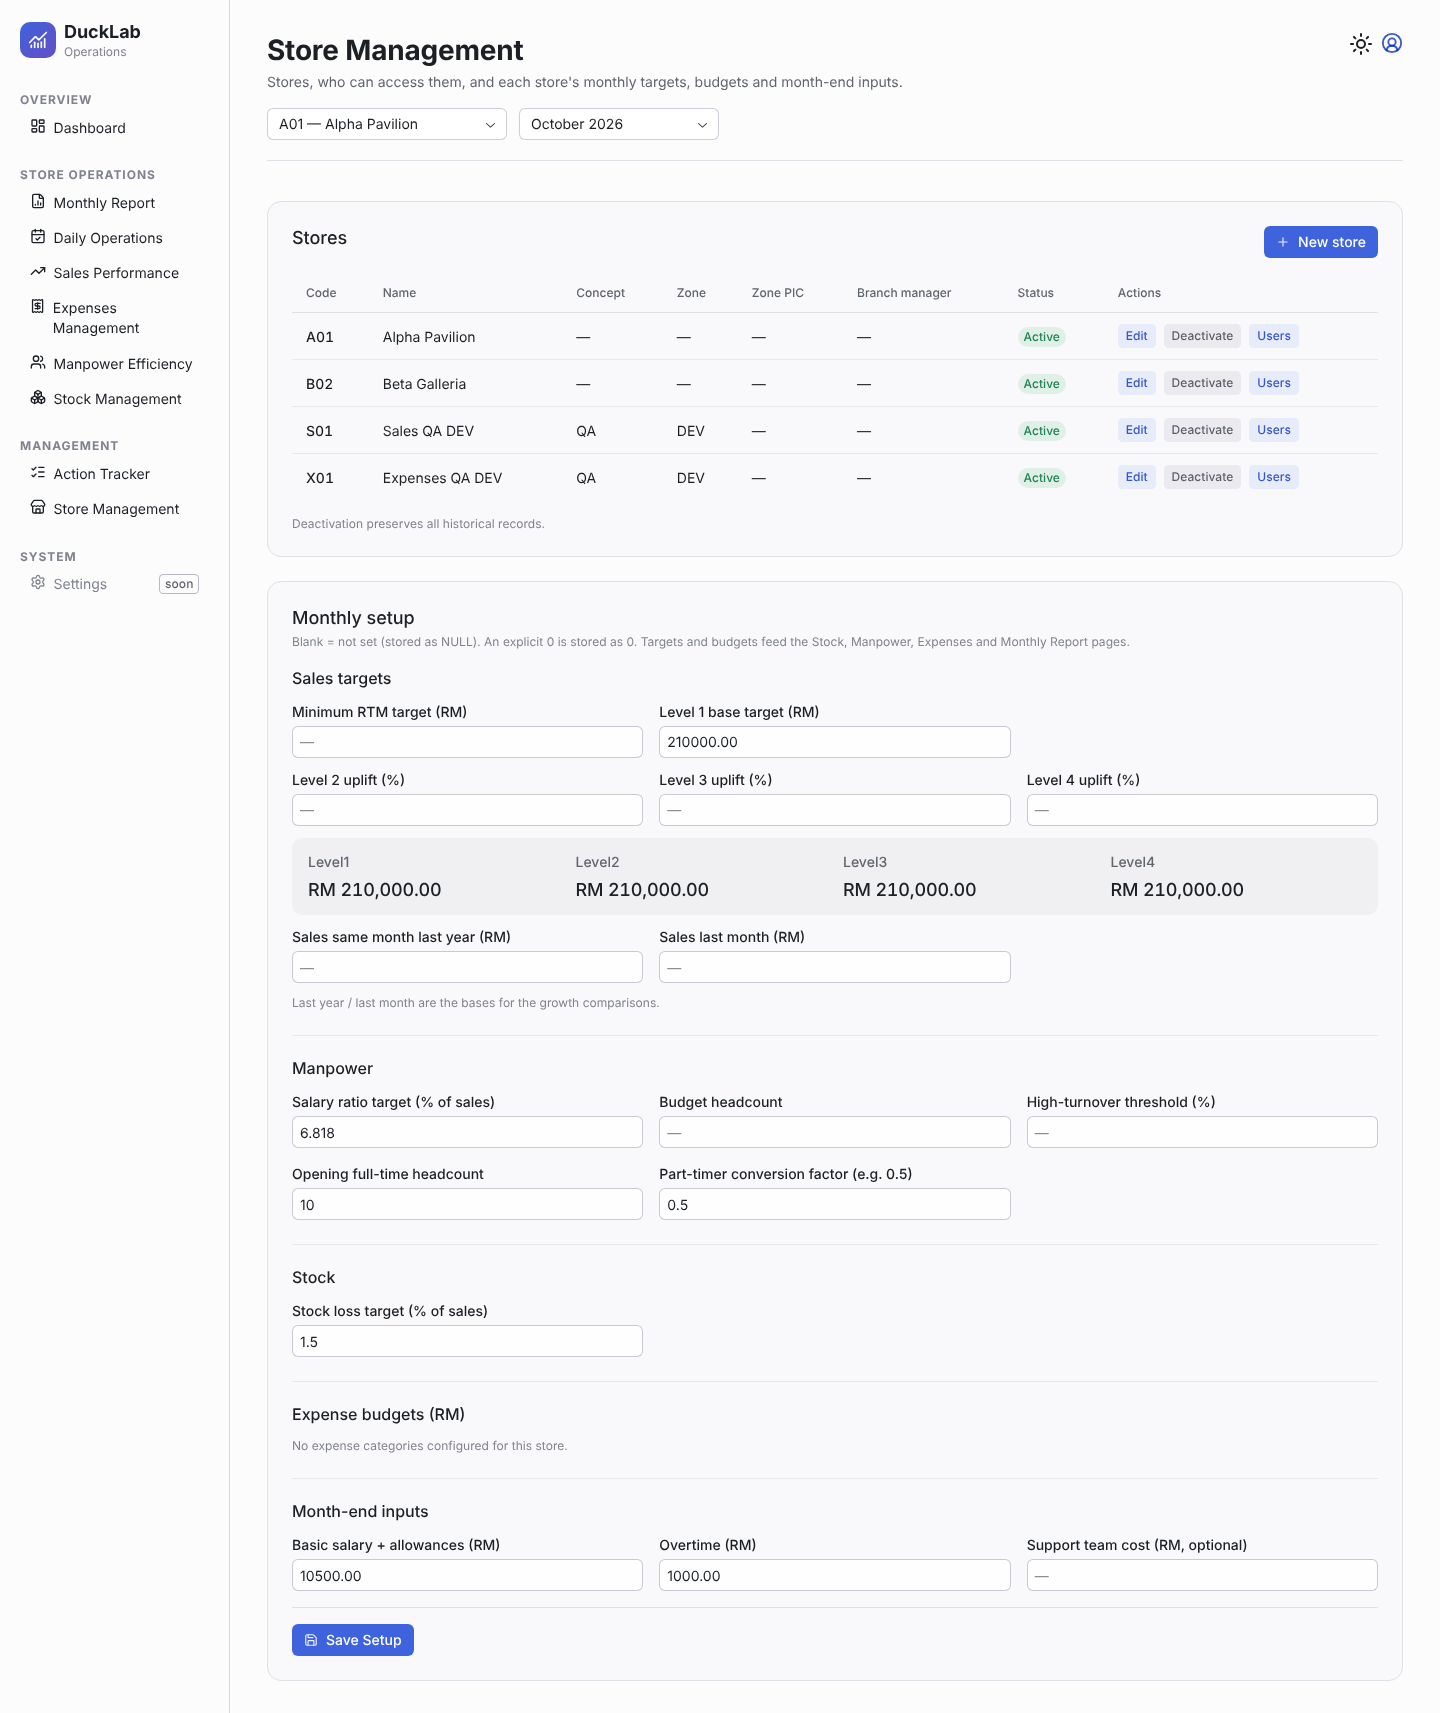 DuckLab
Operations
OVERVIEW
Dashboard
STORE OPERATIONS
Monthly Report
Daily Operations
Sales Performance
Expenses
Management
Manpower Efficiency
Stock Management
MANAGEMENT
Action Tracker
Store Management
SYSTEM
Settings soon
Store Management
Stores, who can access them, and each store's monthly targets, budgets and month-end inputs.
A01 — Alpha Pavilion October 2026
Stores
+ New store
Code Name Concept Zone Zone PIC Branch manager Status Actions
A01 Alpha Pavilion — — — — Active Edit Deactivate Users
B02 Beta Galleria — — — — Active Edit Deactivate Users
S01 Sales QA DEV QA DEV — — Active Edit Deactivate Users
X01 Expenses QA DEV QA DEV — — Active Edit Deactivate Users
Deactivation preserves all historical records.
Monthly setup
Blank = not set (stored as NULL). An explicit 0 is stored as 0. Targets and budgets feed the Stock, Manpower, Expenses and Monthly Report pages.
Sales targets
Minimum RTM target (RM) Level 1 base target (RM)
— 210000.00
Level 2 uplift (%) Level 3 uplift (%) Level 4 uplift (%)
— — —
Level1 Level2 Level3 Level4
RM 210,000.00 RM 210,000.00 RM 210,000.00 RM 210,000.00
Sales same month last year (RM) Sales last month (RM)
— —
Last year / last month are the bases for the growth comparisons.
Manpower
Salary ratio target (% of sales) Budget headcount High-turnover threshold (%)
6.818 — —
Opening full-time headcount Part-timer conversion factor (e.g. 0.5)
10 0.5
Stock
Stock loss target (% of sales)
1.5
Expense budgets (RM)
No expense categories configured for this store.
Month-end inputs
Basic salary + allowances (RM) Overtime (RM) Support team cost (RM, optional)
10500.00 1000.00 —
Save Setup